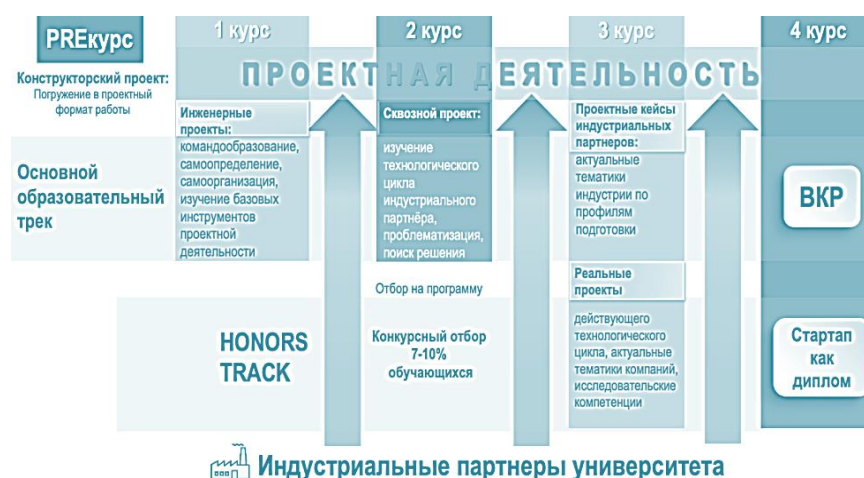 PREкурс
1 курс
2 курс
3 курс
4 курс
ПРОЕКТНАЯ ДЕЯТЕЛЬНОСТЬ
Конструкторский проект:
Погружение в проектный
формат работы
Основной
образовательный
трек
Инженерные
проекты:
командообразование,
самоопределение,
самоорганизация,
изучение базовых
инструментов
проектной
деятельности
Сквозной проект:
изучение
технологического
цикла
индустриального
партнёра,
проблематизация,
поиск решения
Проектные кейсы
индустриальных
партнеров:
актуальные
тематики
индустрии по
профилям
подготовки
ВКР
HONORS
TRACK
Отбор на программу
Конкурсный отбор
7-10%
обучающихся
Реальные
проекты
действующего
технологического
цикла, актуальные
тематики компаний,
исследовательские
компетенции
Стартап
как
диплом
Индустриальные партнеры университета